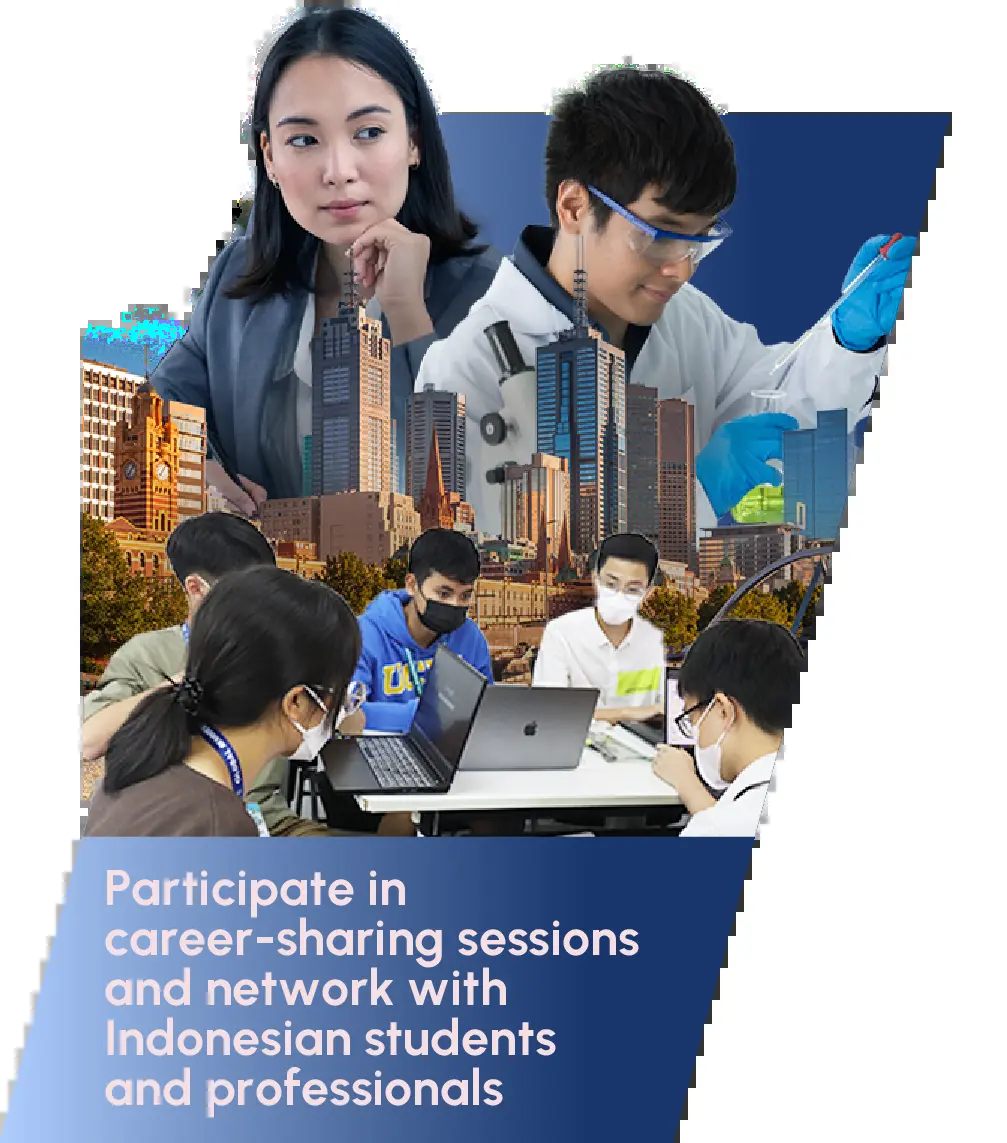 Participate in
career-sharing sessions
and network with
Indonesian students
and professionals